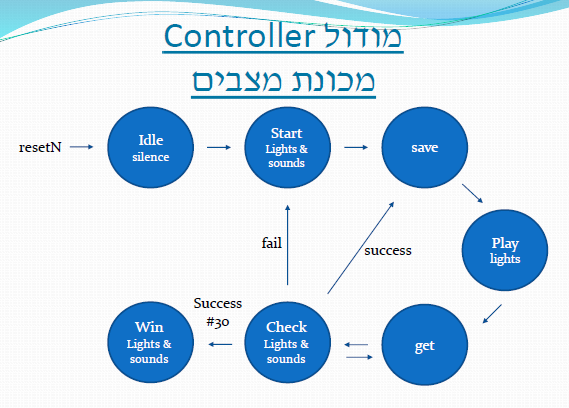 מודול Controller
מכונת מצבים
resetN
Idle
silence
Start
Lights &
sounds
save
Play
lights
fail
success
Success
#30
Win
Lights &
sounds
Check
Lights &
sounds
get